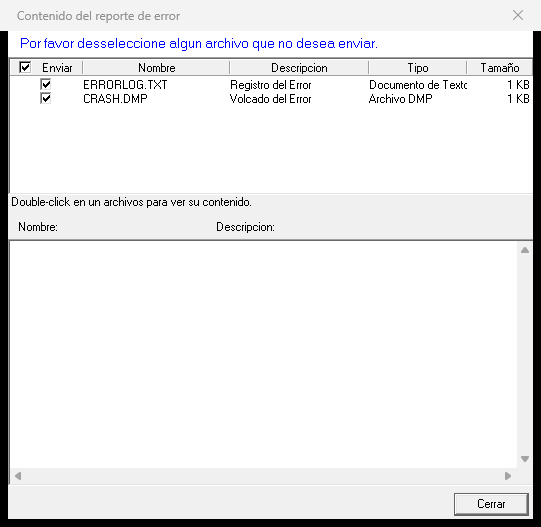 Contenido del reporte de error
Por favor desseleccione algun archivo que no desea enviar.
Enviar Nombre Descripcion Tipo Tamaño
ERRORLOG.TXT Registro del Error Documento de Texto 1 KB
CRASH.DMP Volcado del Error Archivo DMP 1 KB
Double-click en un archivos para ver su contenido.
Nombre: Descripcion:
Cerrar